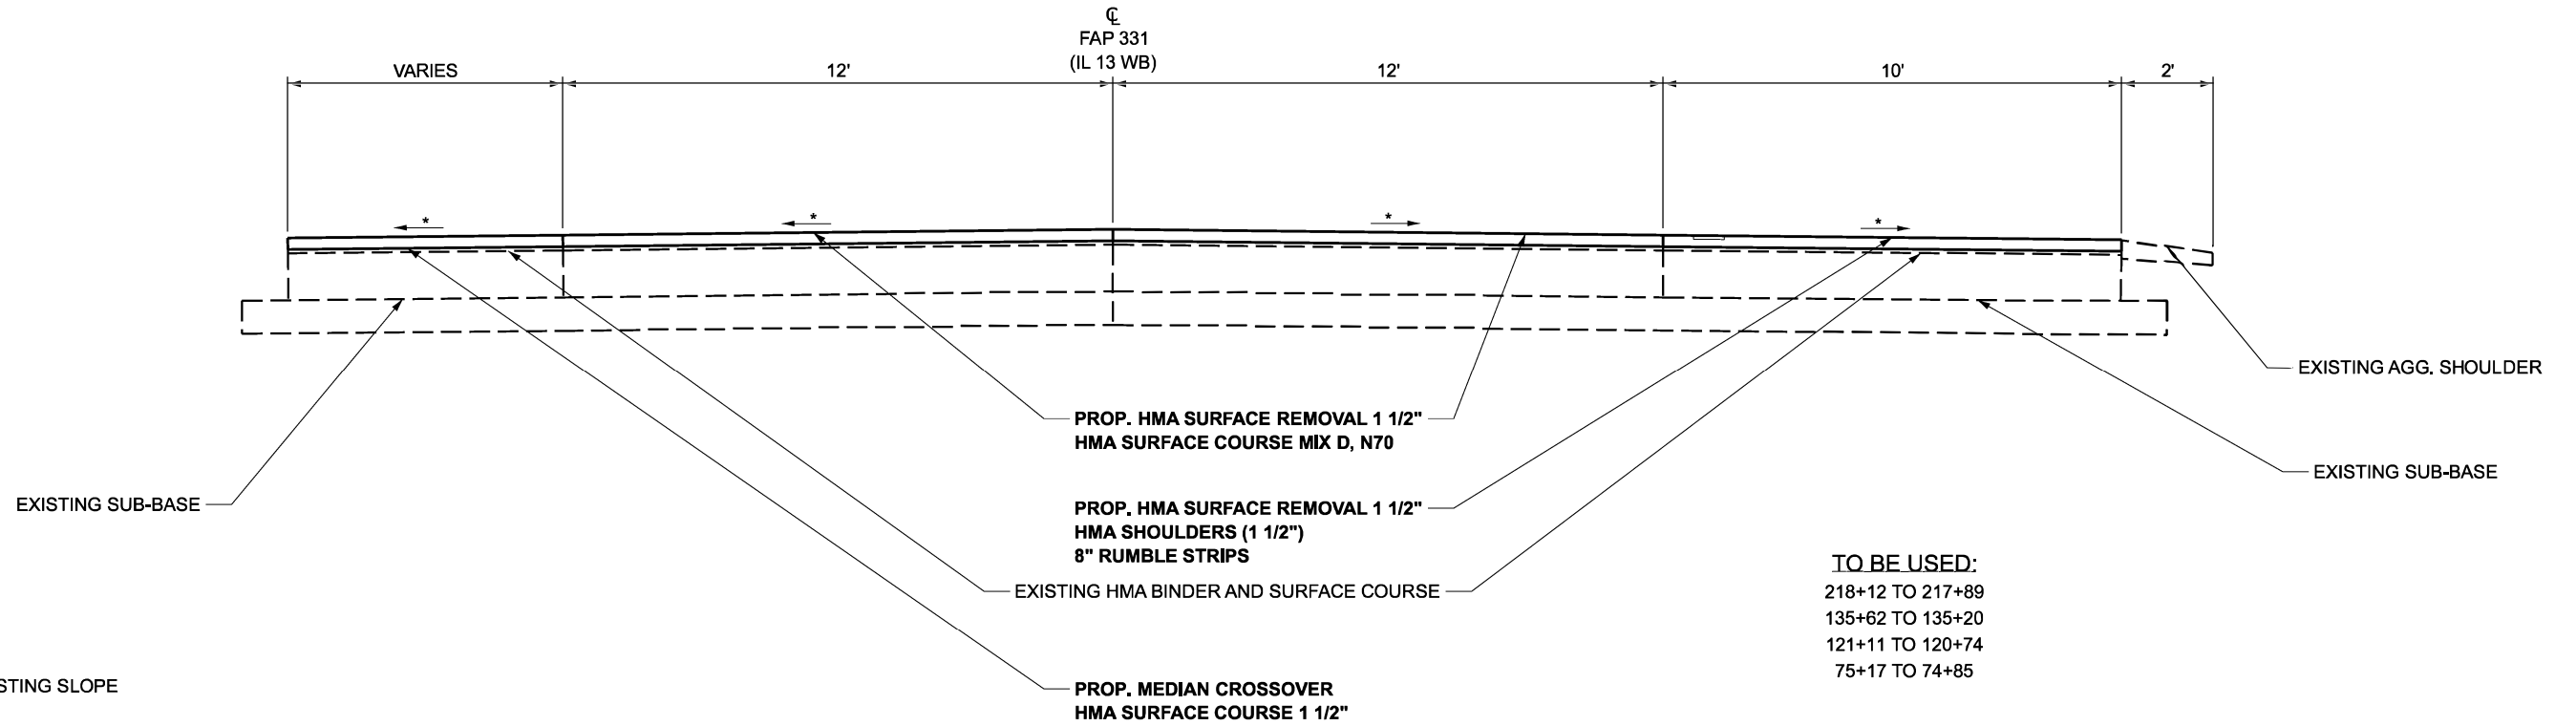 ℄
FAP 331
(IL 13 WB)
VARIES 12' 12' 10' 2'
* * * *
EXISTING AGG. SHOULDER
PROP. HMA SURFACE REMOVAL 1 1/2"
HMA SURFACE COURSE MIX D, N70
EXISTING SUB-BASE
EXISTING SUB-BASE
PROP. HMA SURFACE REMOVAL 1 1/2"
HMA SHOULDERS (1 1/2")
8" RUMBLE STRIPS
EXISTING HMA BINDER AND SURFACE COURSE
TO BE USED:
218+12 TO 217+89
135+62 TO 135+20
121+11 TO 120+74
75+17 TO 74+85
STING SLOPE
PROP. MEDIAN CROSSOVER
HMA SURFACE COURSE 1 1/2"